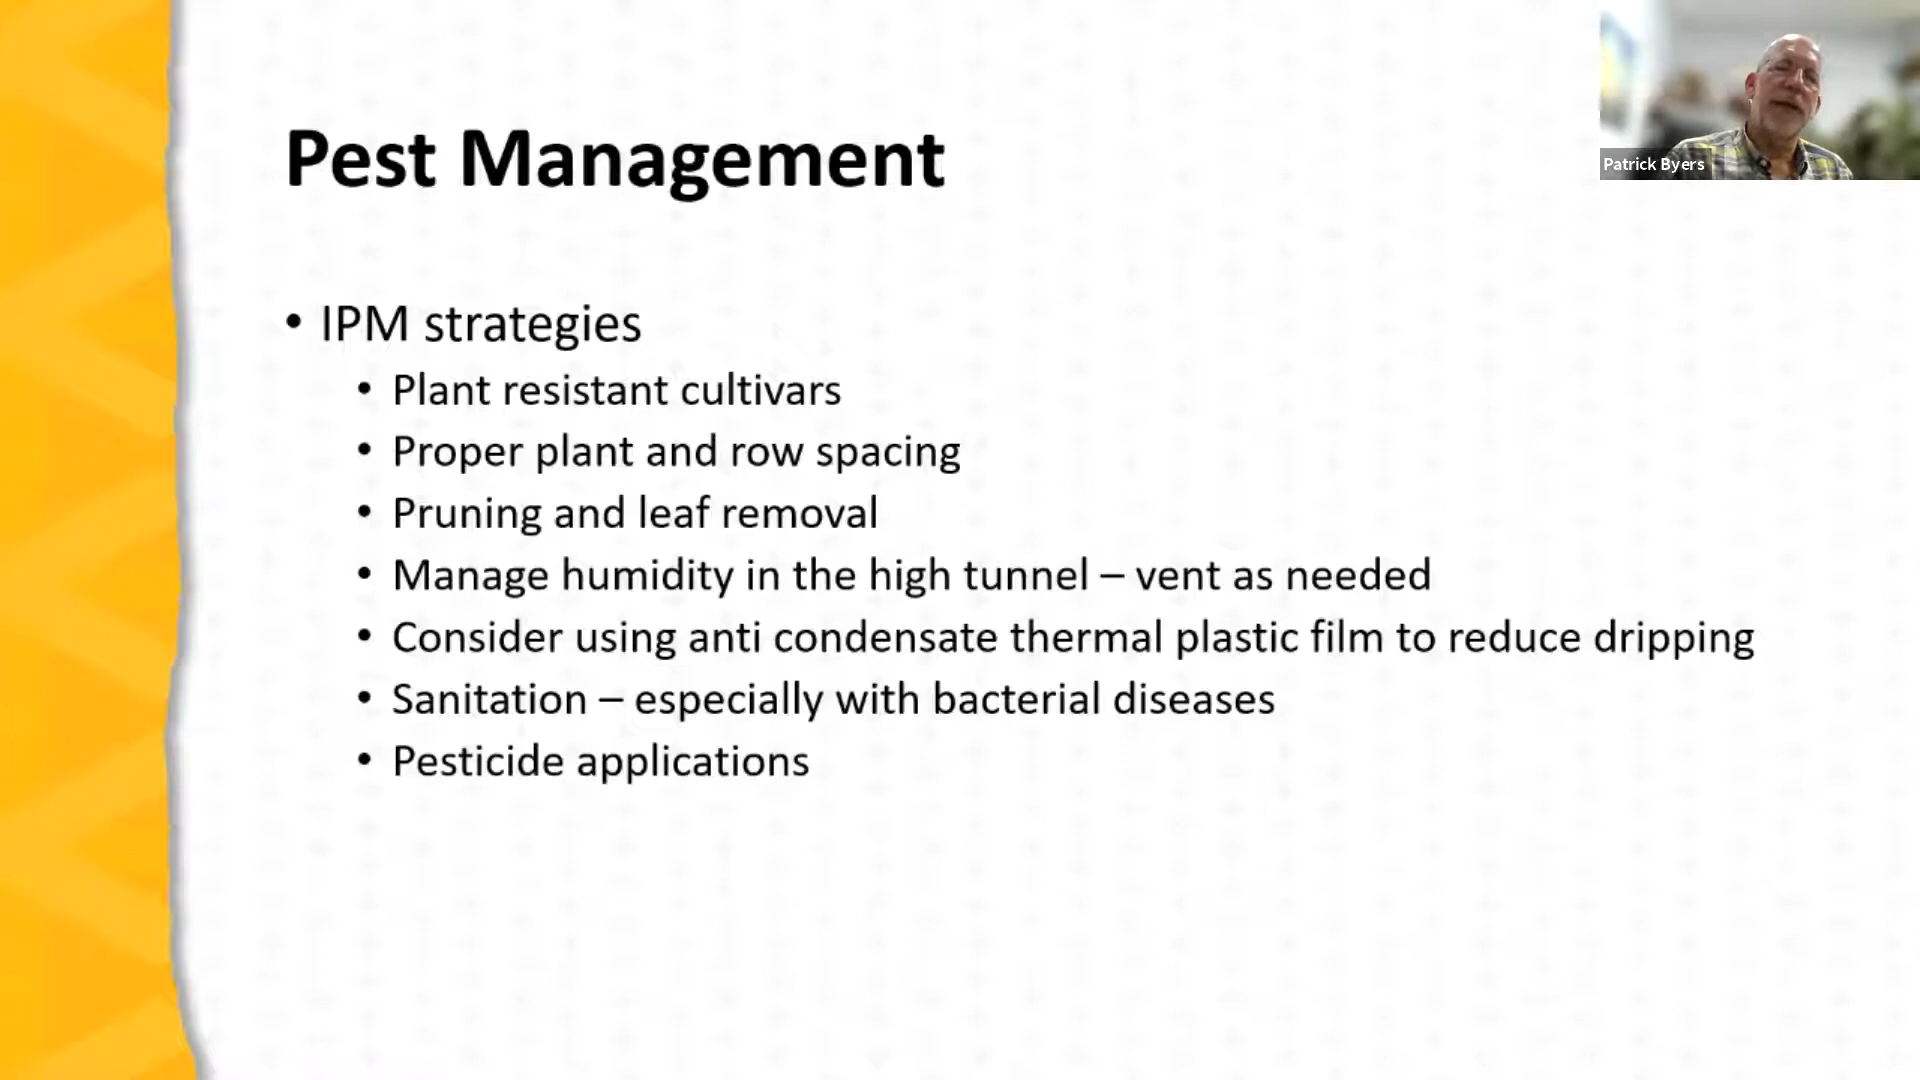 Pest Management
Patrick Byers
• IPM strategies
• Plant resistant cultivars
• Proper plant and row spacing
• Pruning and leaf removal
• Manage humidity in the high tunnel – vent as needed
• Consider using anti condensate thermal plastic film to reduce dripping
• Sanitation – especially with bacterial diseases
• Pesticide applications